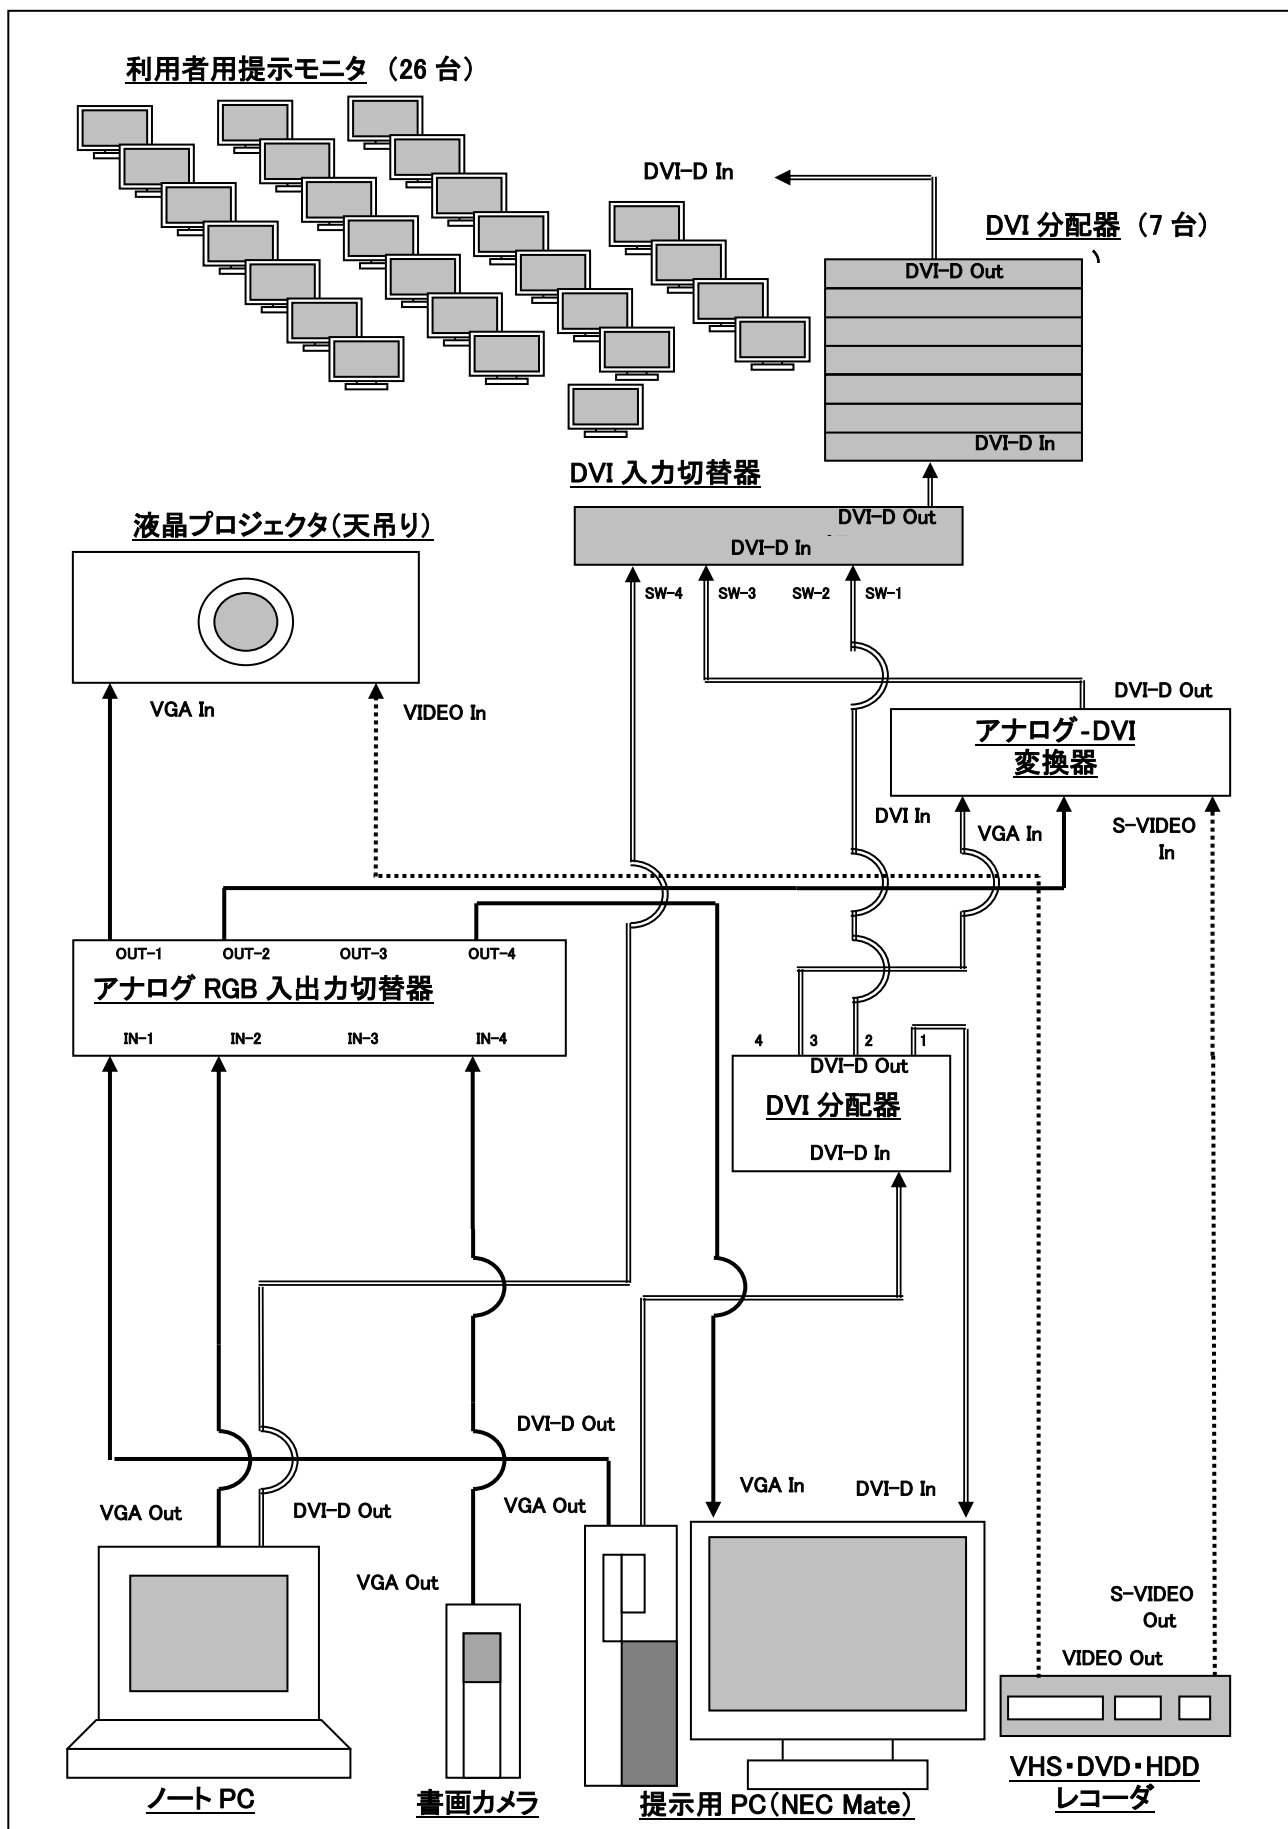 利用者用提示モニタ (26 台)
DVI-D In
DVI 分配器 (7 台)
DVI-D Out
DVI-D In
DVI 入力切替器
DVI-D Out
DVI-D In
液晶プロジェクタ(天吊り)
SW-4 SW-3 SW-2 SW-1
VGA In
VIDEO In
DVI-D Out
アナログ-DVI
変換器
DVI In
VGA In
S-VIDEO
In
OUT-1 OUT-2 OUT-3 OUT-4
アナログ RGB 入出力切替器
IN-1 IN-2 IN-3 IN-4
4 3 2 1
DVI-D Out
DVI 分配器
DVI-D In
DVI-D Out
VGA In
DVI-D In
VGA Out
DVI-D Out
VGA Out
VGA Out
S-VIDEO
Out
VIDEO Out
ノート PC
書画カメラ
提示用 PC(NEC Mate)
VHS・DVD・HDD
レコーダ